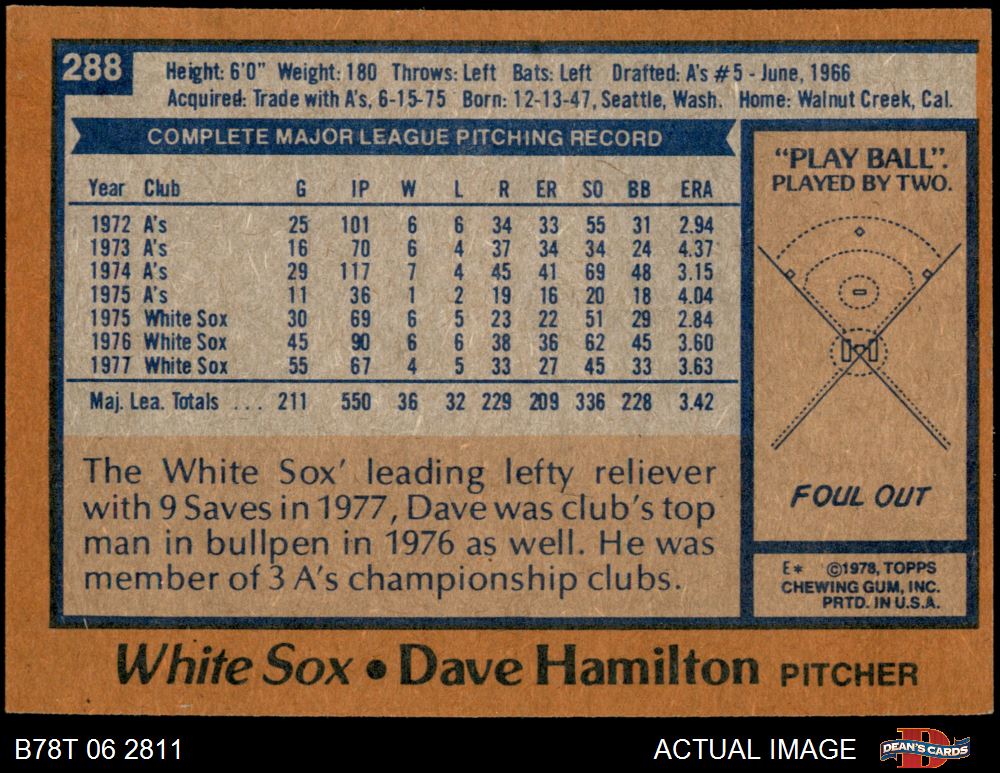 288
Height: 6'0" Weight: 180 Throws: Left Bats: Left Drafted: A's #5 - June, 1966
Acquired: Trade with A's, 6-15-75 Born: 12-13-47, Seattle, Wash. Home: Walnut Creek, Cal.
COMPLETE MAJOR LEAGUE PITCHING RECORD
Year Club G IP W L R ER SO BB ERA
1972 A's 25 101 6 6 34 33 55 31 2.94
1973 A's 16 70 6 4 37 34 34 24 4.37
1974 A's 29 117 7 4 45 41 69 48 3.15
1975 A's 11 36 1 2 19 16 20 18 4.04
1975 White Sox 30 69 6 5 23 22 51 29 2.84
1976 White Sox 45 90 6 6 38 36 62 45 3.60
1977 White Sox 55 67 4 5 33 27 45 33 3.63
Maj. Lea. Totals ... 211 550 36 32 229 209 336 228 3.42
The White Sox' leading lefty reliever
with 9 Saves in 1977, Dave was club's top
man in bullpen in 1976 as well. He was
member of 3 A's championship clubs.
"PLAY BALL".
PLAYED BY TWO.
FOUL OUT
E* ©1978, TOPPS
CHEWING GUM, INC.
PRTD. IN U.S.A.
White Sox • Dave Hamilton PITCHER
B78T 06 2811
ACTUAL IMAGE
DEAN'S CARDS